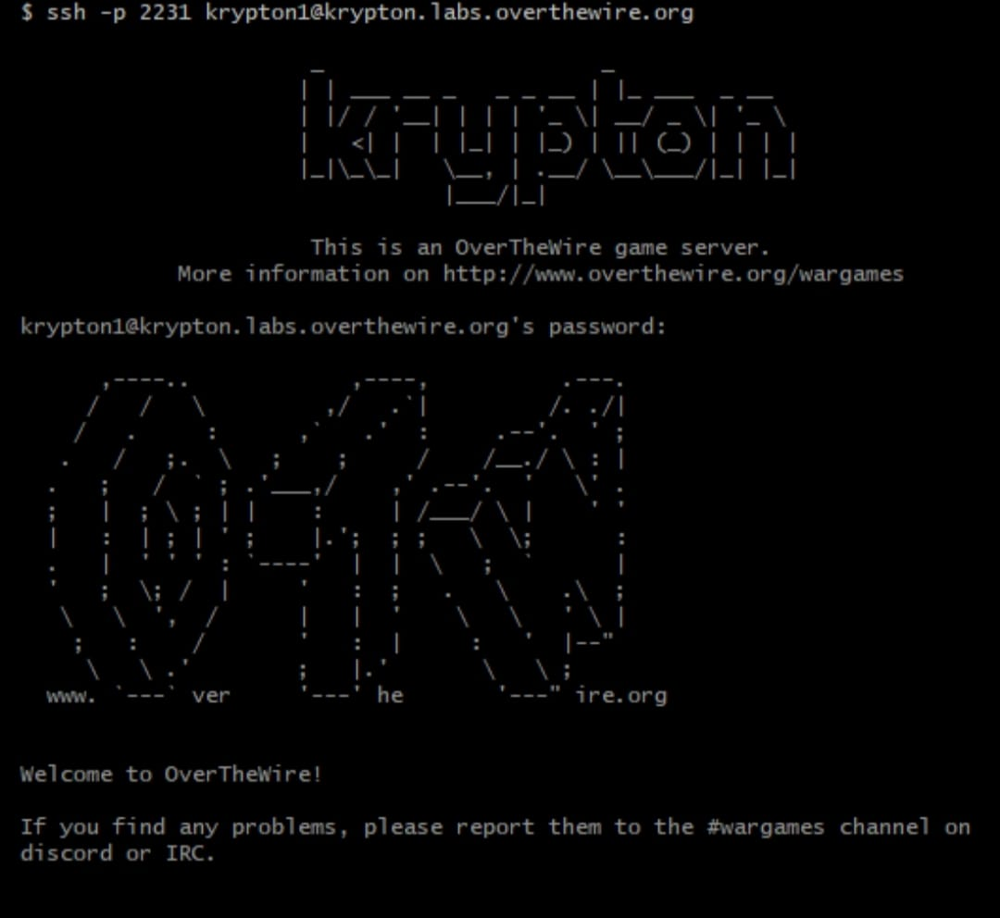 $ ssh -p 2231 krypton1@krypton.labs.overthewire.org
krypton
This is an OverTheWire game server.
More information on http://www.overthewire.org/wargames
krypton1@krypton.labs.overthewire.org's password:
www. ver he ire.org
Welcome to OverTheWire!
If you find any problems, please report them to the #wargames channel on
discord or IRC.